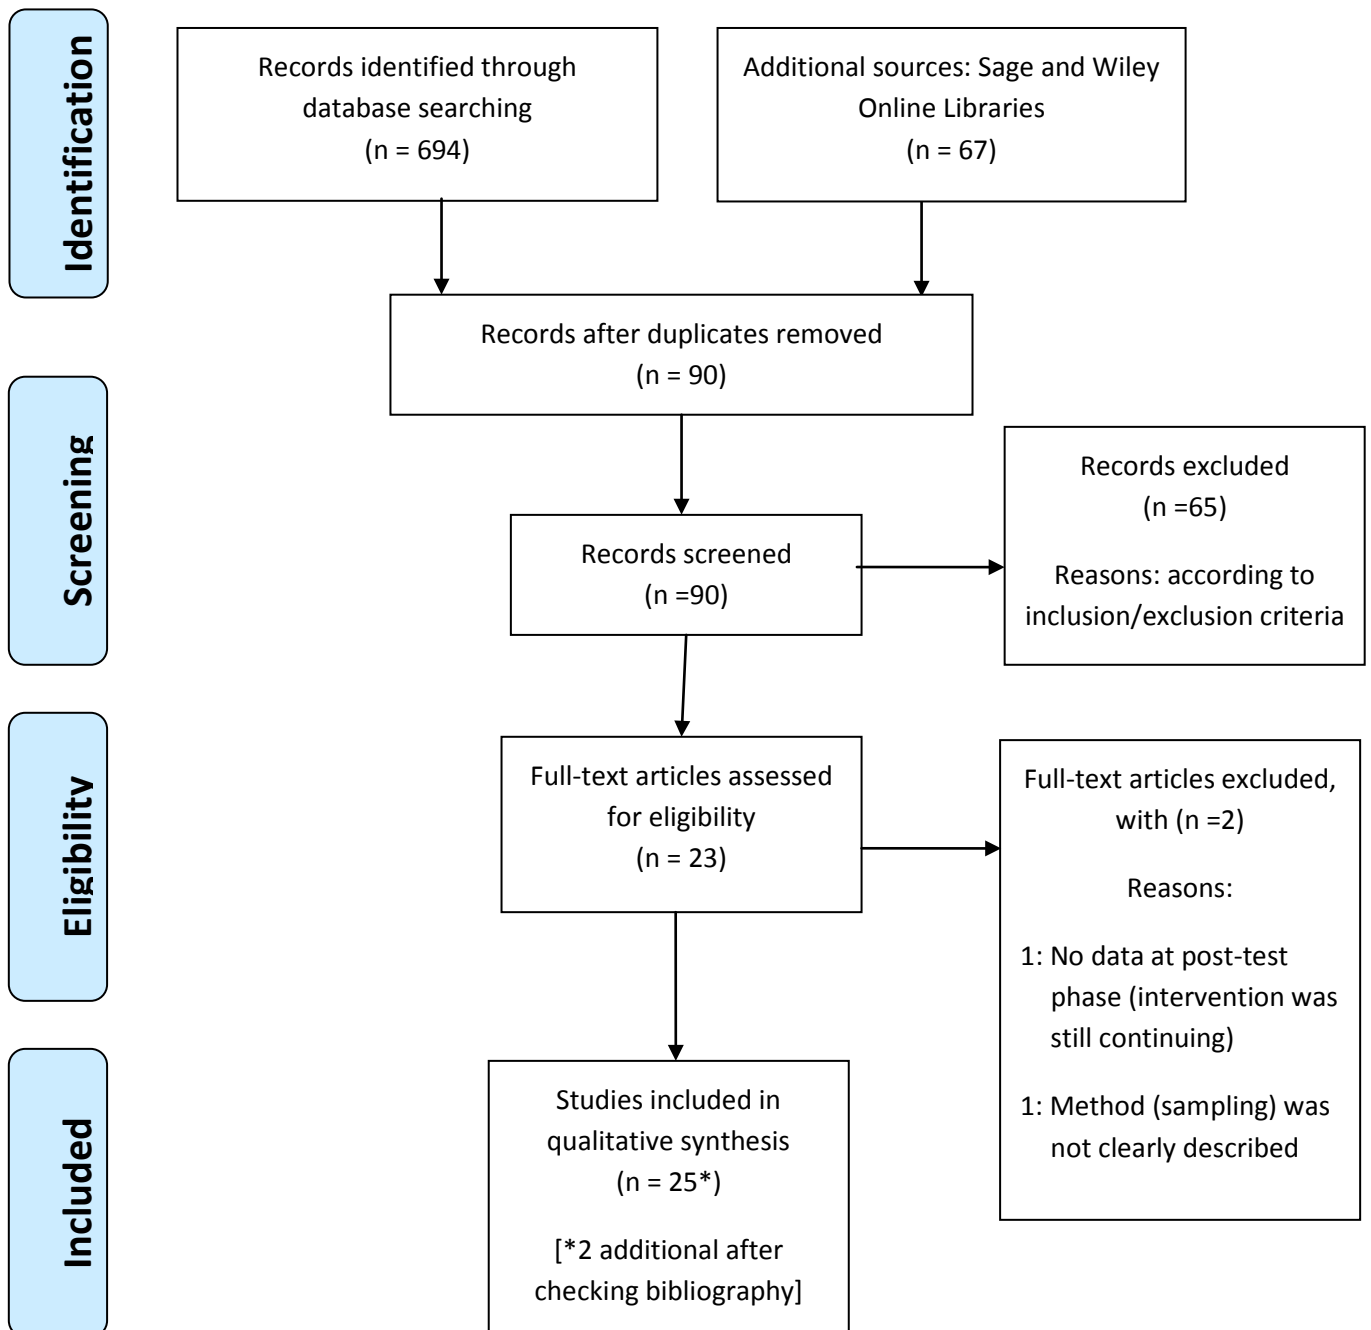 Identification
Records identified through
database searching
(n = 694)
Additional sources: Sage and Wiley
Online Libraries
(n = 67)
Records after duplicates removed
(n = 90)
Screening
Records screened
(n =90)
Records excluded
(n =65)
Reasons: according to
inclusion/exclusion criteria
Eligibility
Full-text articles assessed
for eligibility
(n = 23)
Full-text articles excluded,
with (n =2)
Reasons:
1: No data at post-test
phase (intervention was
still continuing)
1: Method (sampling) was
not clearly described
Included
Studies included in
qualitative synthesis
(n = 25*)
[*2 additional after
checking bibliography]